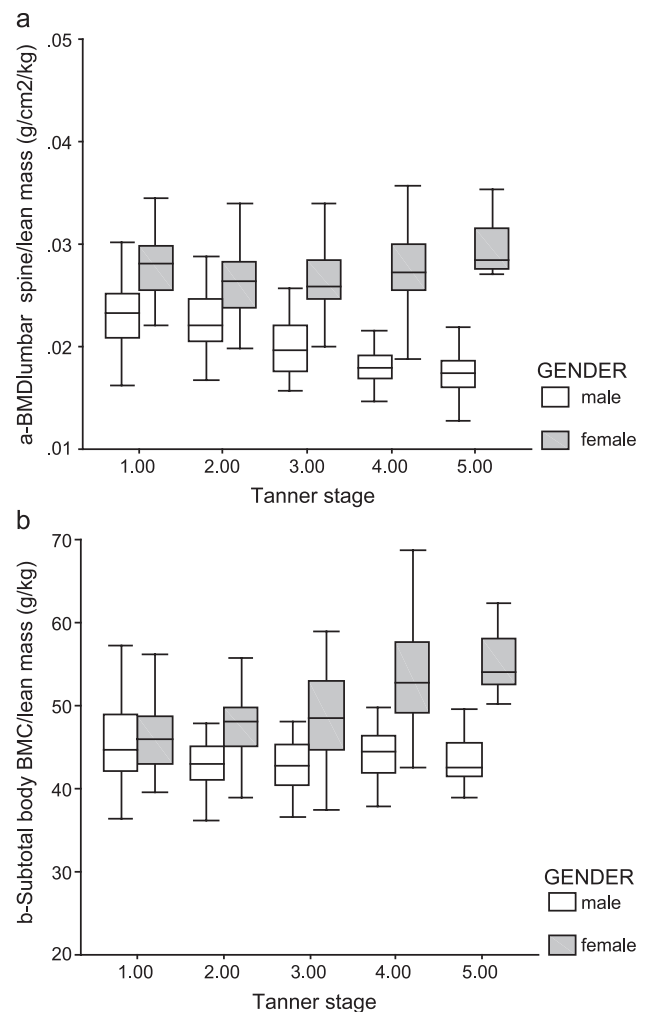 a
a-BMDlumbar spine/lean mass (g/cm2/kg)
.05
.04
.03
.02
.01
1.00 2.00 3.00 4.00 5.00
Tanner stage
GENDER
male
female
b
b-Subtotal body BMC/lean mass (g/kg)
70
60
50
40
30
20
1.00 2.00 3.00 4.00 5.00
Tanner stage
GENDER
male
female